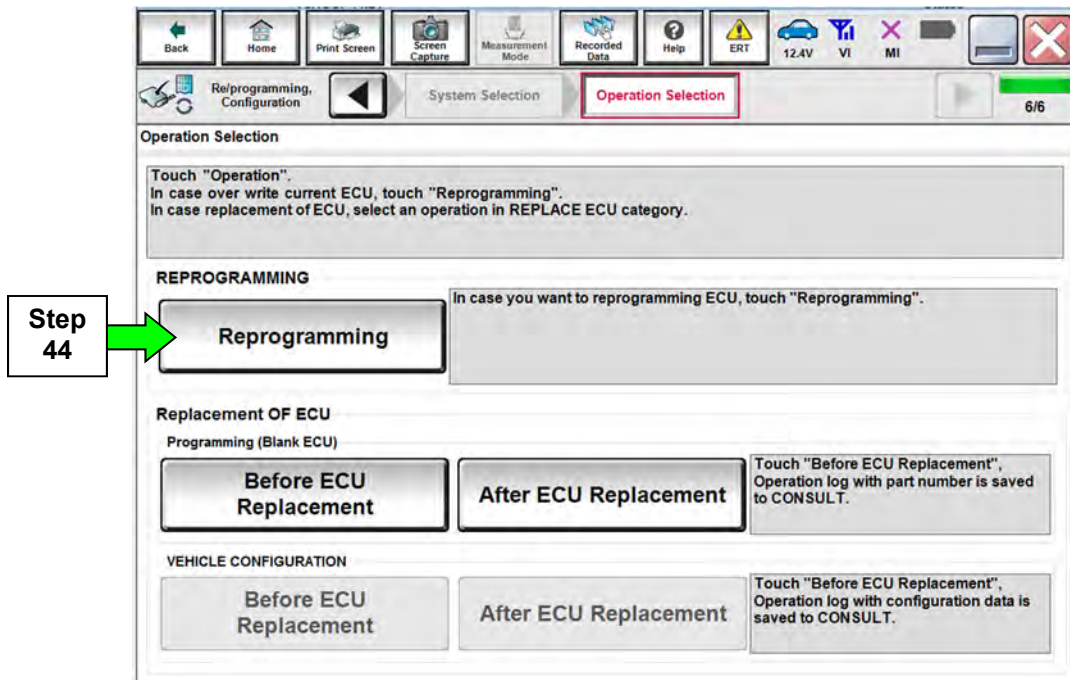 Back
Home
Print Screen
Screen
Capture
Measurement
Mode
Recorded
Data
Help
ERT
12.4V
VI
MI
Re/programming,
Configuration
System Selection
Operation Selection
6/6
Operation Selection
Touch "Operation".
In case over write current ECU, touch "Reprogramming".
In case replacement of ECU, select an operation in REPLACE ECU category.
REPROGRAMMING
Step
44
Reprogramming
In case you want to reprogramming ECU, touch "Reprogramming".
Replacement OF ECU
Programming (Blank ECU)
Before ECU
Replacement
After ECU Replacement
Touch "Before ECU Replacement",
Operation log with part number is saved
to CONSULT.
VEHICLE CONFIGURATION
Before ECU
Replacement
After ECU Replacement
Touch "Before ECU Replacement",
Operation log with configuration data is
saved to CONSULT.